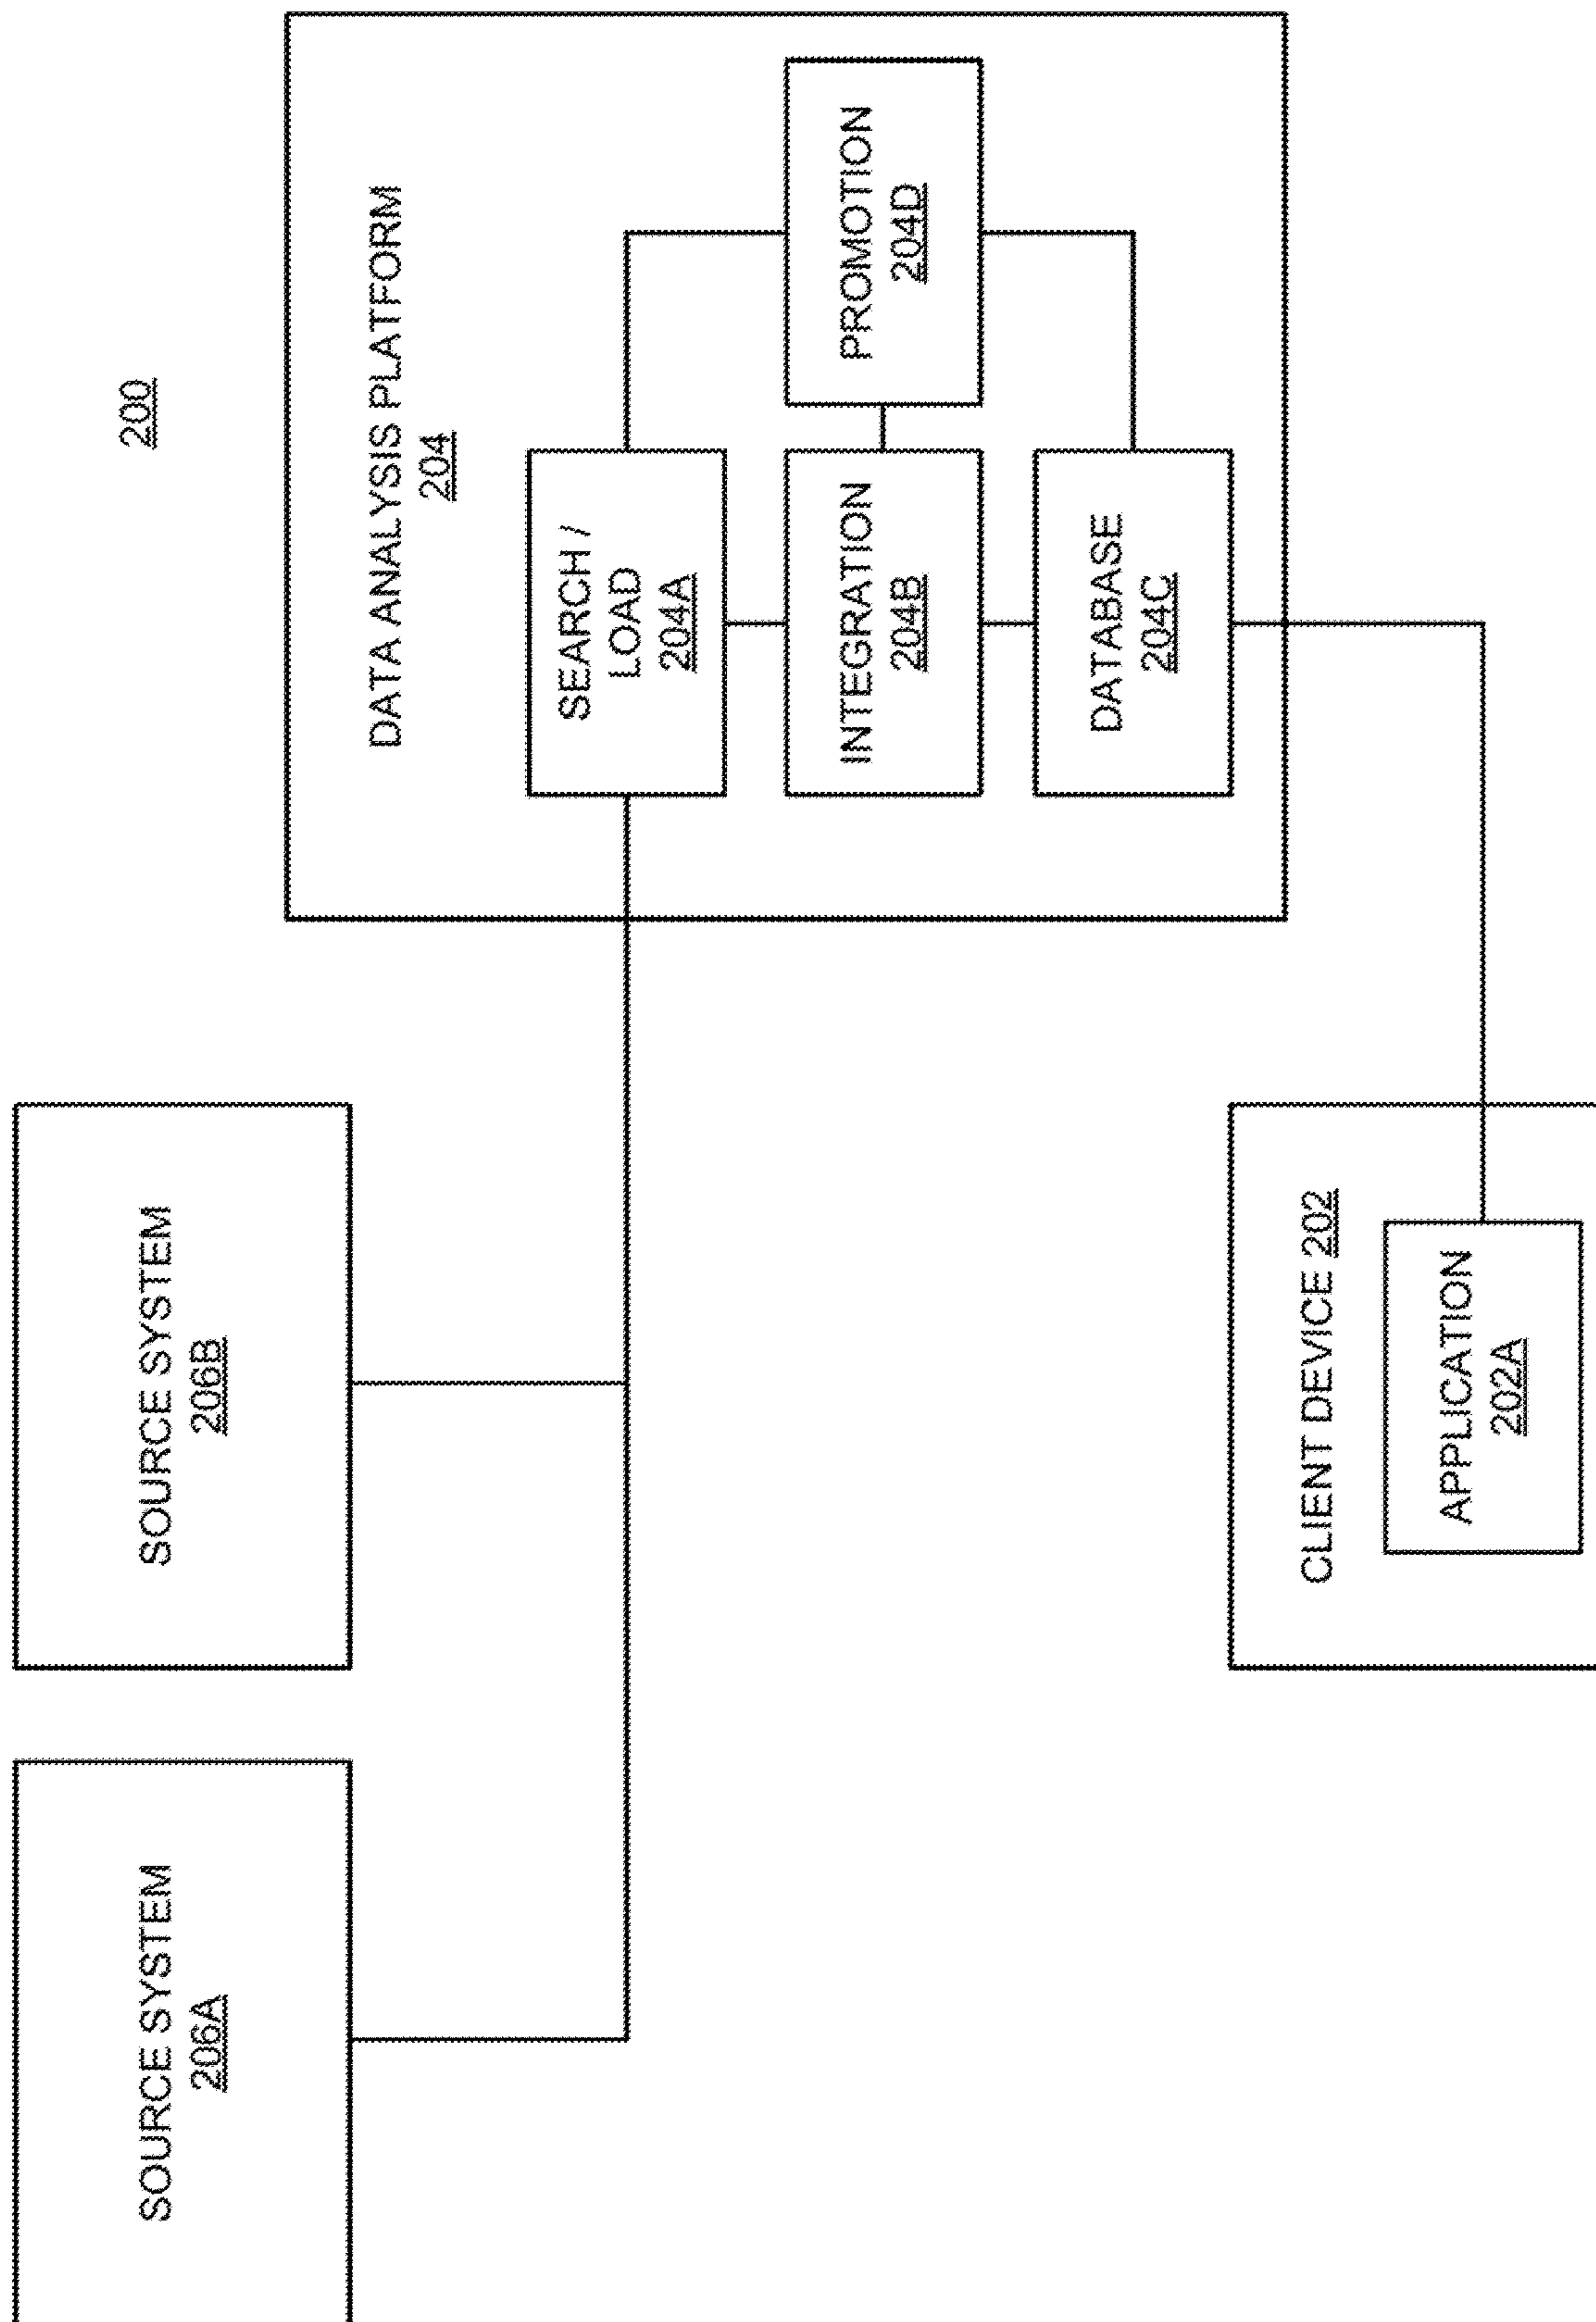 200
SOURCE SYSTEM
206A
SOURCE SYSTEM
206B
DATA ANALYSIS PLATFORM
204
SEARCH /
LOAD
204A
INTEGRATION
204B
PROMOTION
204D
DATABASE
204C
CLIENT DEVICE 202
APPLICATION
202A